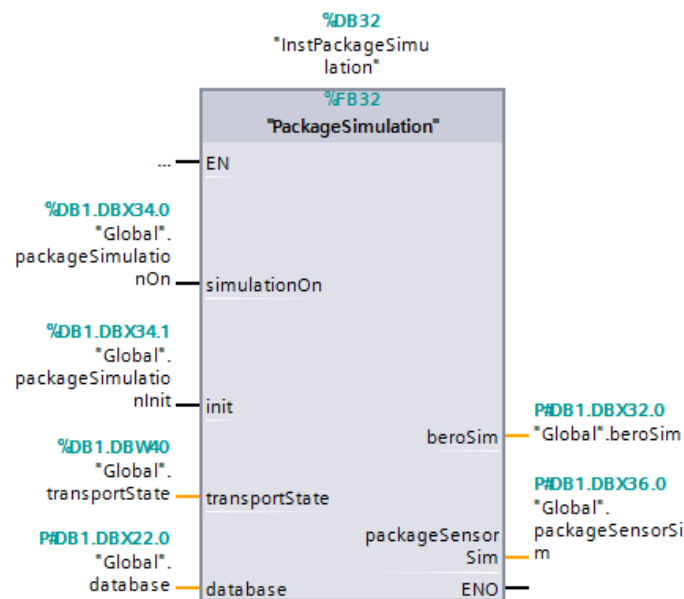 %DB32
"InstPackageSimu
lation"
%FB32
"PackageSimulation"
...
EN
%DB1.DBX34.0
"Global".
packageSimulatio
nOn
simulationOn
%DB1.DBX34.1
"Global".
packageSimulatio
nInit
init
%DB1.DBW40
"Global".
transportState
transportState
P#DB1.DBX22.0
"Global".
database
database
beroSim
P#DB1.DBX32.0
"Global".beroSim
packageSensor
Sim
P#DB1.DBX36.0
"Global".
packageSensorSi
m
ENO